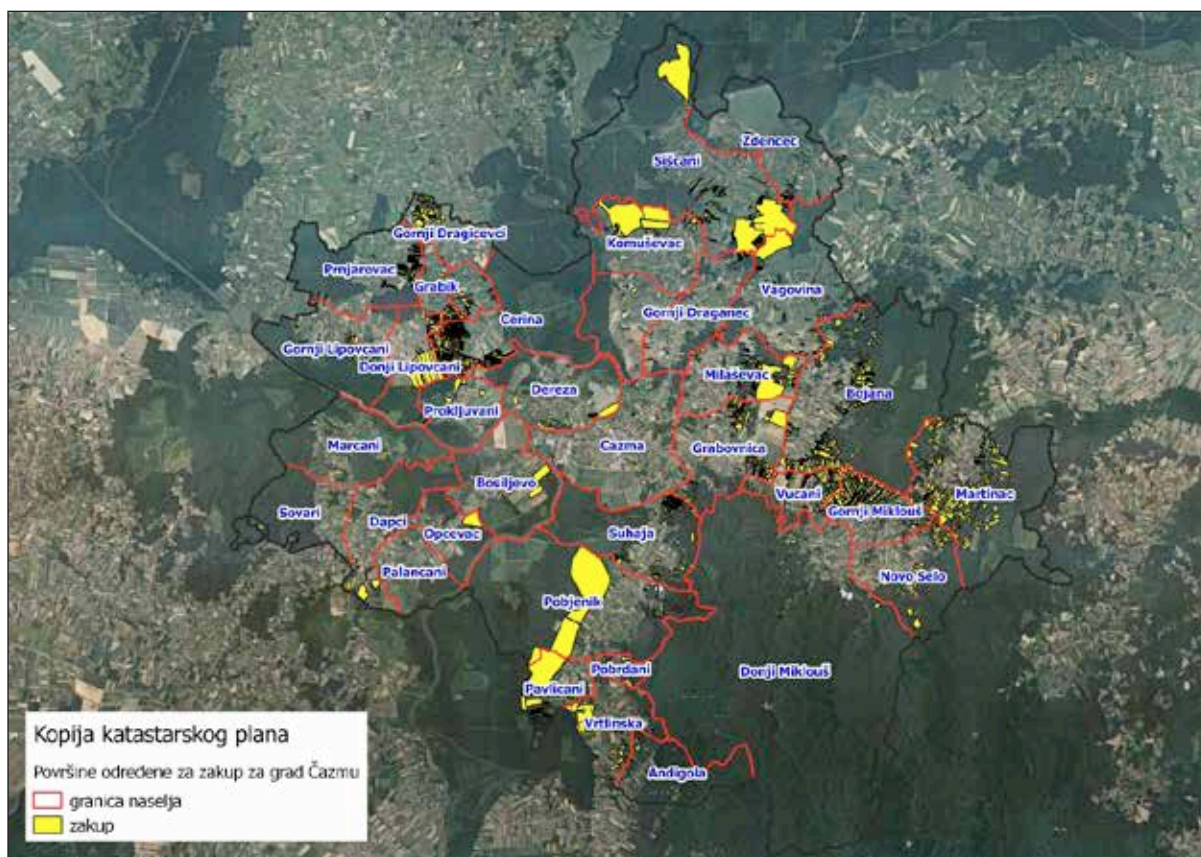 Zdencec
Sišćani
Gornji Dragicevci
Komuševac
Prnjarovac
Grabik
Vagovina
Gornji Draganec
Cerina
Gornji Lipovcani
Donji Lipovcani
Milaševac
Dereza
Bojana
Prokljuvani
Marcani
Cazma
Grabovnica
Bosiljevo
Vucani
Martinac
Sovari
Dapci
Opcevac
Suhaja
Gornji Miklouš
Palancani
Novo Selo
Pobjenik
Pobrdani
Donji Miklouš
Pavlicani
Vrtlinska
Andigola
Kopija katastarskog plana
Površine određene za zakup za grad Čazmu
granica naselja
zakup